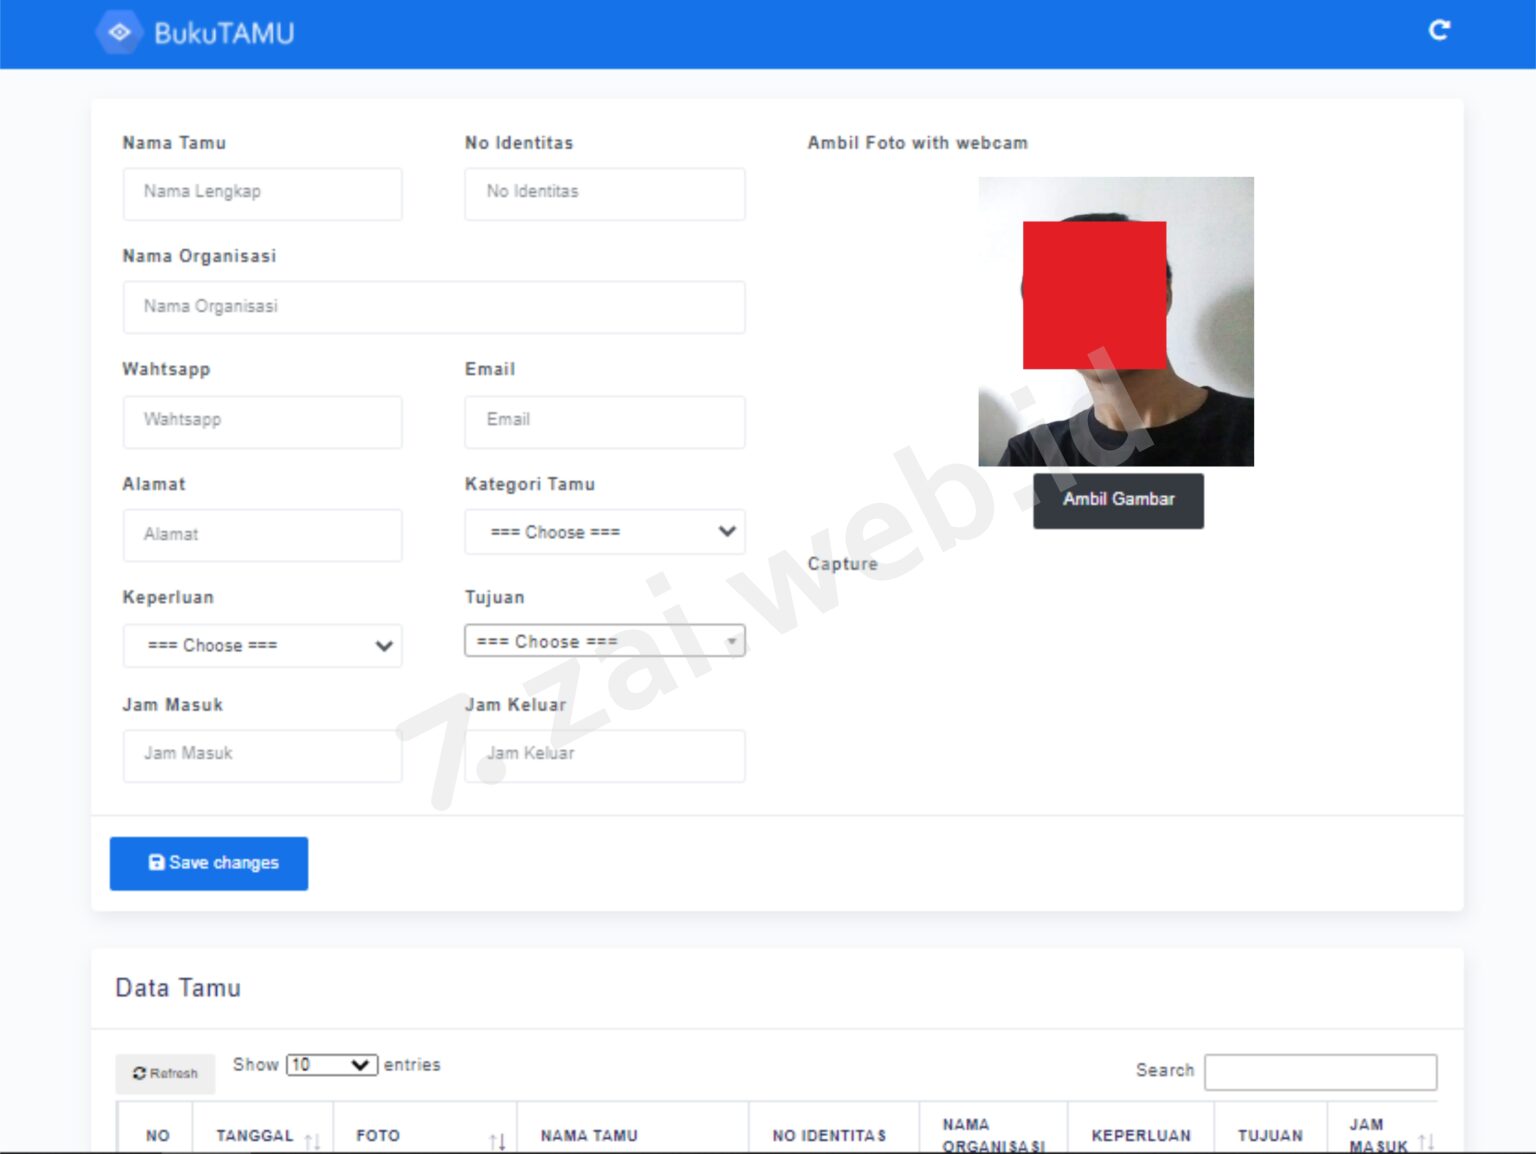 BukuTAMU
Nama Tamu
No Identitas
Ambil Foto with webcam
Nama Lengkap
No Identitas
Nama Organisasi
Nama Organisasi
Wahtsapp
Email
Wahtsapp
Email
Ambil Gambar
Alamat
Kategori Tamu
Alamat
=== Choose ===
Capture
Keperluan
Tujuan
=== Choose ===
=== Choose ===
Jam Masuk
Jam Keluar
Jam Masuk
Jam Keluar
7.zai.web.id
Save changes
Data Tamu
Refresh
Show 10 entries
Search
NO
TANGGAL
FOTO
NAMA TAMU
NO IDENTITAS
NAMA
ORGANISASI
KEPERLUAN
TUJUAN
JAM
MASUK